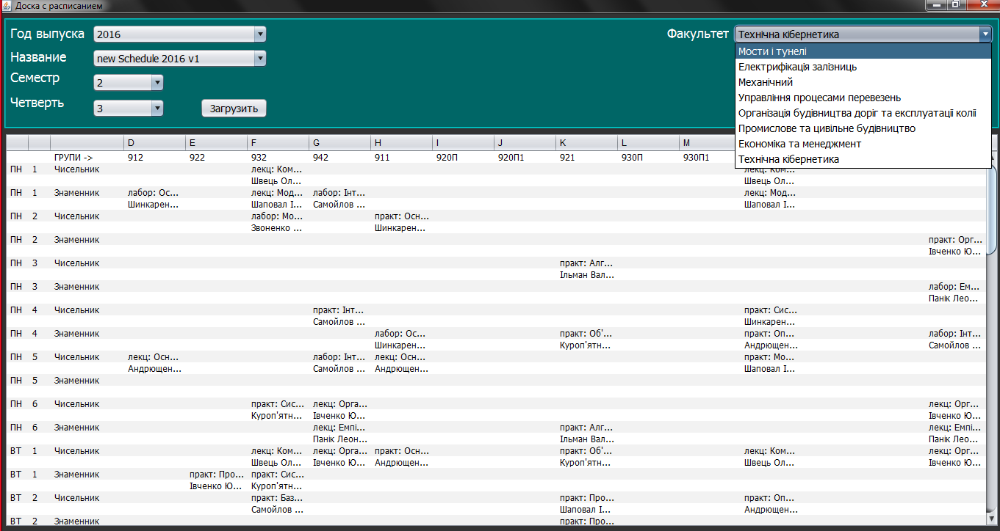 Доска с расписанием
Год выпуска 2016 Факультет Технічна кібернетика
Мости і тунелі
Название new Schedule 2016 v1
Електрифікація залізниць
Семестр 2
Механічний
Управління процесами перевезень
Четверть 3 Загрузить
Організація будівництва доріг та експлуатації колії
Промислове та цивільне будівництво
Економіка та менеджмент
Технічна кібернетика
D E F G H I J K L M
ГРУПИ -> 912 922 932 942 911 920П 920П1 921 930П 930П1
ПН 1 Чисельник лекц: Ком... лекц: Ком...
Швець Ол... Швець Ол...
ПН 1 Знаменник лабор: Ос... лекц: Мод... лабор: Інт... лекц: Мод...
Шинкарен... Шаповал І... Самойлов ... Шаповал І...
ПН 2 Чисельник лабор: Мо... практ: Осн...
Звоненко ... Шинкарен...
ПН 2 Знаменник практ: Орг...
Івченко Ю...
ПН 3 Чисельник практ: Алг...
Ільман Вал...
ПН 3 Знаменник лабор: Ем...
Панік Лео...
ПН 4 Чисельник практ: Інт... практ: Сис...
Самойлов ... Шинкарен...
ПН 4 Знаменник лабор: Ос... практ: Об'... практ: Оп... лабор: Інт...
Шинкарен... Куроп'ятн... Андрющен... Самойлов ...
ПН 5 Чисельник лекц: Осн... лабор: Інт... лекц: Осн... практ: Мо...
Андрющен... Самойлов ... Андрющен... Шаповал І...
ПН 5 Знаменник
ПН 6 Чисельник практ: Сис... лекц: Орга... лекц: Орг...
Куроп'ятн... Івченко Ю... Івченко Ю...
ПН 6 Знаменник лекц: Емпі... практ: Алг... лекц: Емпі...
Панік Леон... Ільман Вал... Панік Лео...
ВТ 1 Чисельник лекц: Ком... лекц: Орга... практ: Осн... практ: Об'... лекц: Ком... лекц: Орг...
Швець Ол... Івченко Ю... Андрющен... Куроп'ятн... Швець Ол... Івченко Ю...
ВТ 1 Знаменник практ: Про... практ: Сис...
Івченко Ю... Куроп'ятн...
ВТ 2 Чисельник практ: Баз... практ: Про... практ: Оп...
Самойлов ... Шаповал І... Андрющен...
ВТ 2 Знаменник практ: Про...